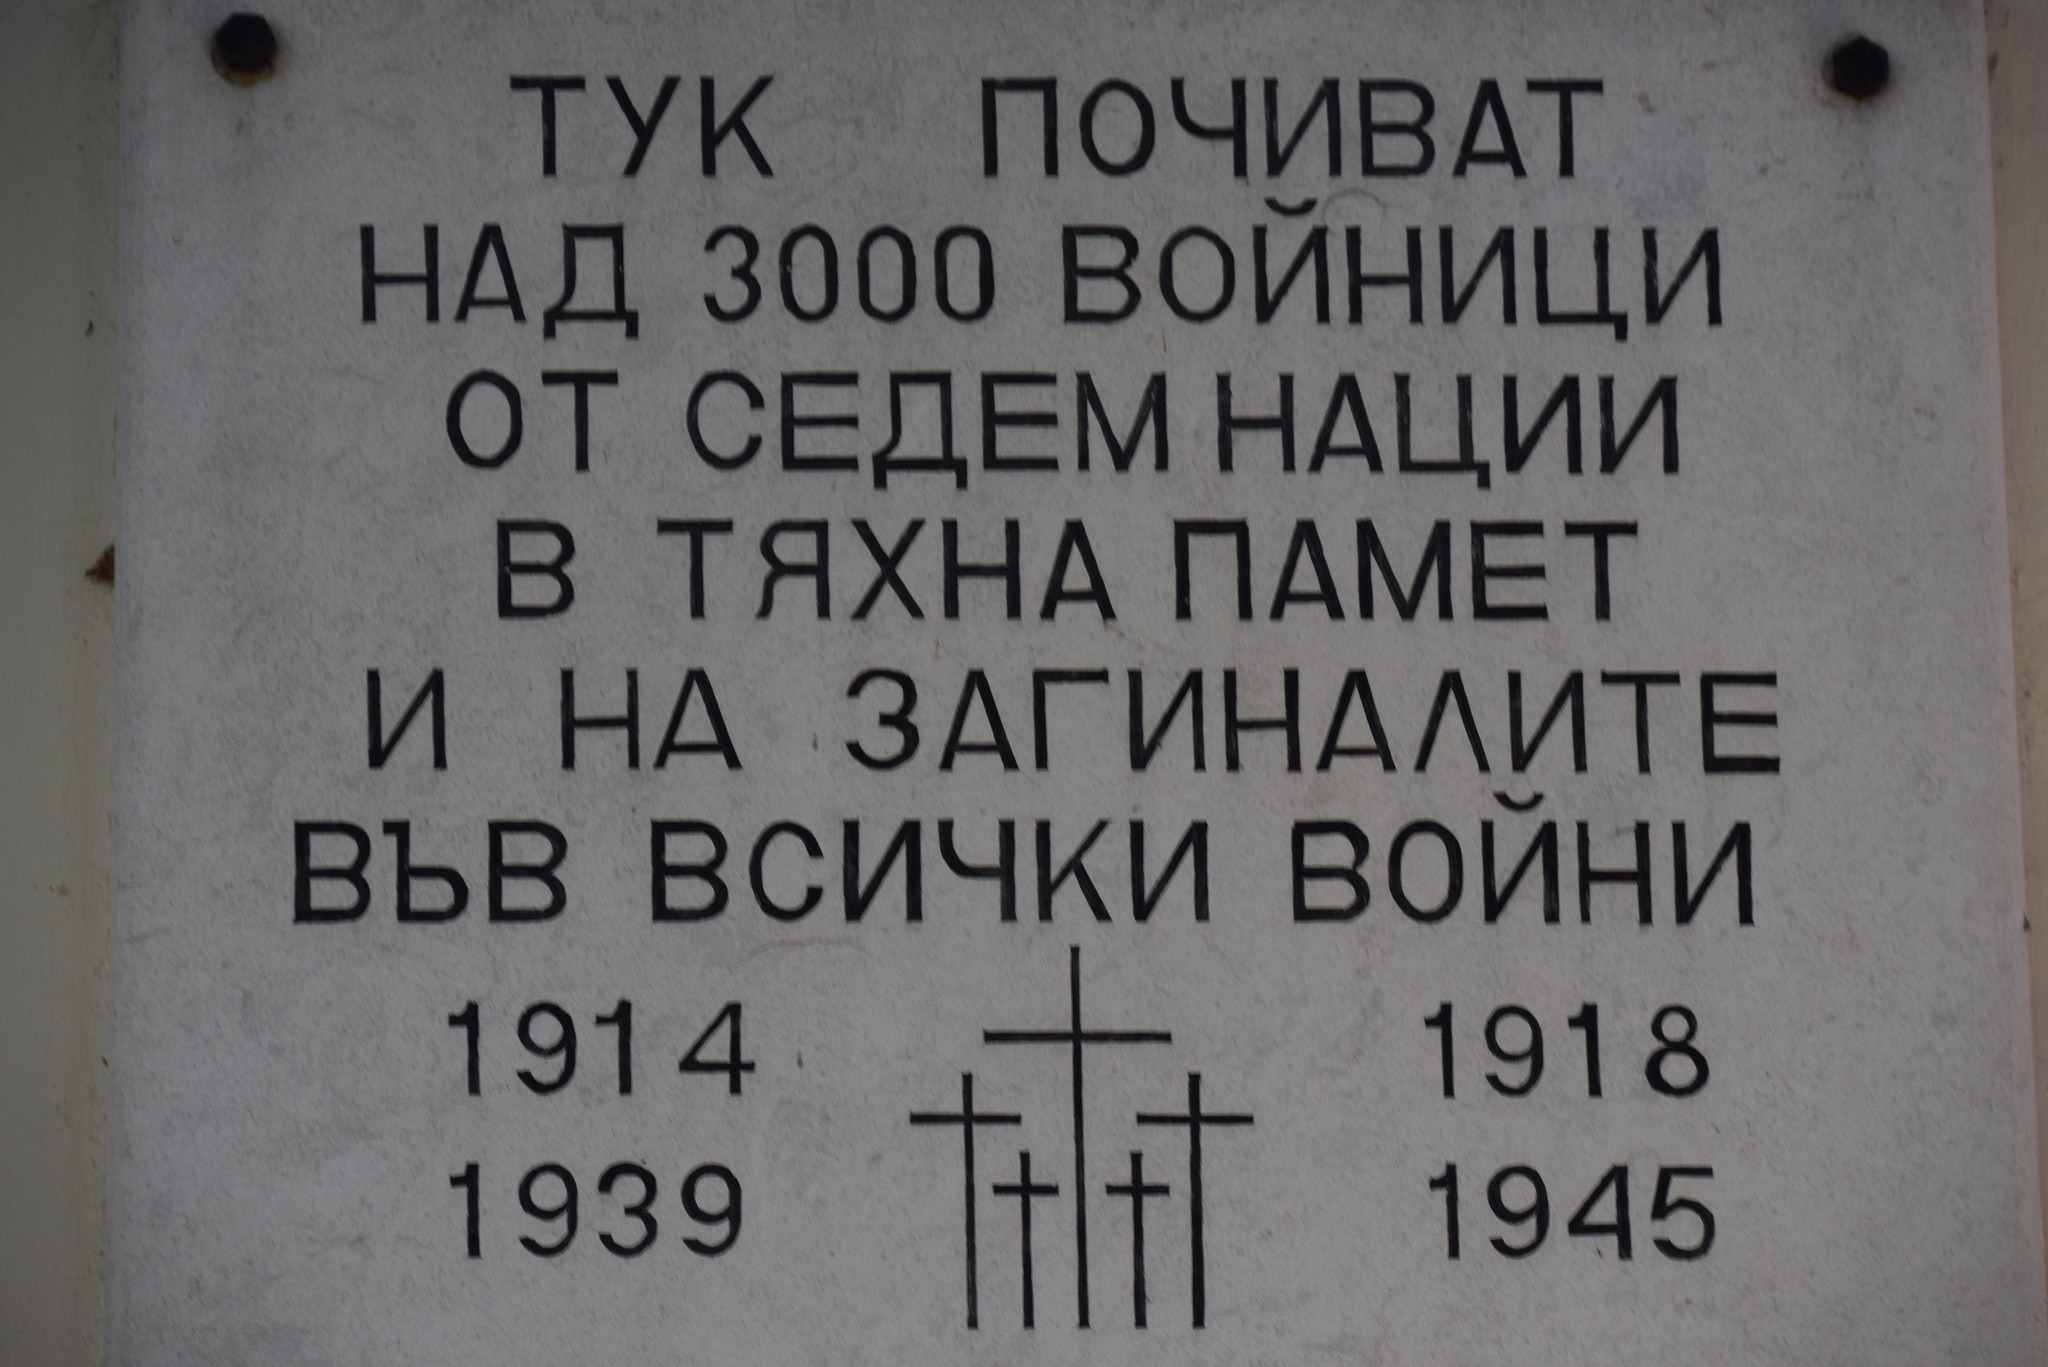 ТУК ПОЧИВАТ
НАД 3000 ВОЙНИЦИ
ОТ СЕДЕМ НАЦИИ
В ТЯХНА ПАМЕТ
И НА ЗАГИНАЛИТЕ
ВЪВ ВСИЧКИ ВОЙНИ
1914 1918
1939 1945